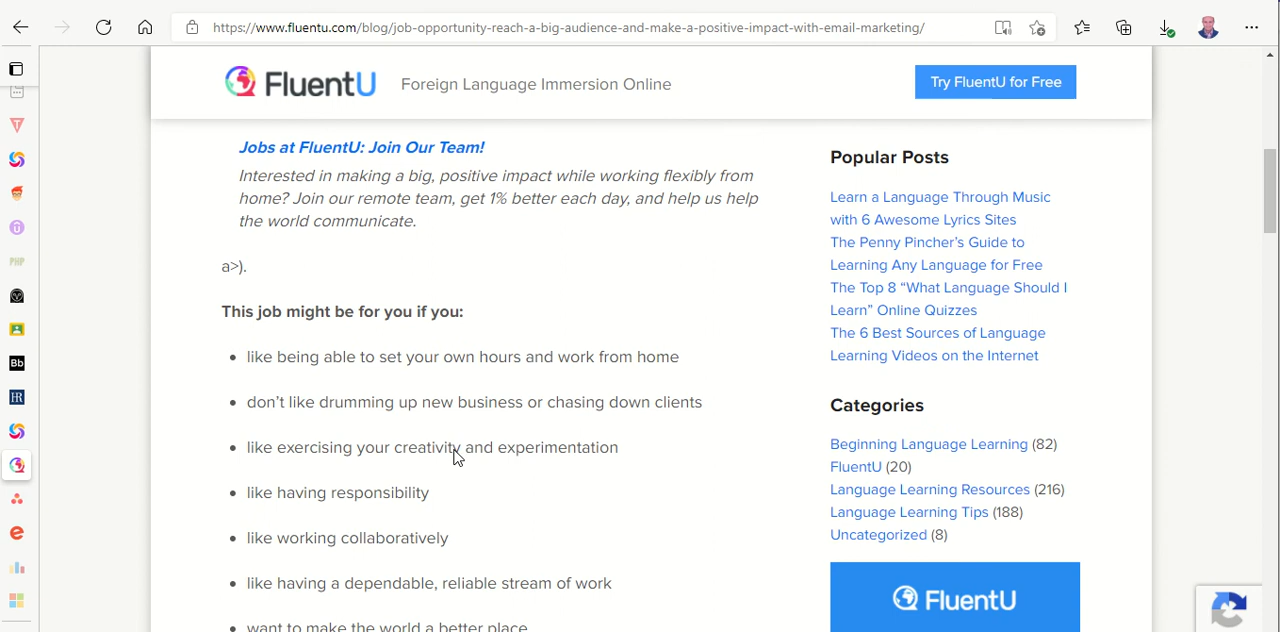 https://www.fluentu.com/blog/job-opportunity-reach-a-big-audience-and-make-a-positive-impact-with-email-marketing/
FluentU
Foreign Language Immersion Online
Try FluentU for Free
Jobs at FluentU: Join Our Team!
Interested in making a big, positive impact while working flexibly from
home? Join our remote team, get 1% better each day, and help us help
the world communicate.
a>).
This job might be for you if you:
• like being able to set your own hours and work from home
• don’t like drumming up new business or chasing down clients
• like exercising your creativity and experimentation
• like having responsibility
• like working collaboratively
• like having a dependable, reliable stream of work
want to make the world a better place
Popular Posts
Learn a Language Through Music
with 6 Awesome Lyrics Sites
The Penny Pincher’s Guide to
Learning Any Language for Free
The Top 8 “What Language Should I
Learn” Online Quizzes
The 6 Best Sources of Language
Learning Videos on the Internet
Categories
Beginning Language Learning (82)
FluentU (20)
Language Learning Resources (216)
Language Learning Tips (188)
Uncategorized (8)
FluentU
PHP
Bb
HR